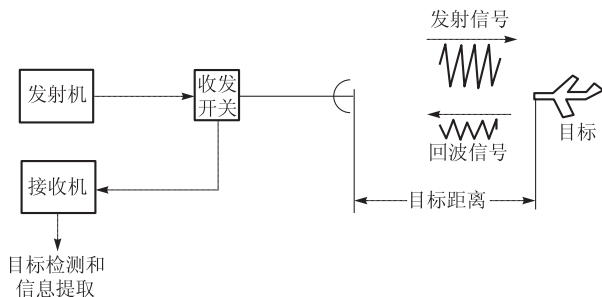 发射信号
发射机
收发
开关
目标
回波信号
接收机
目标距离
目标检测和
信息提取